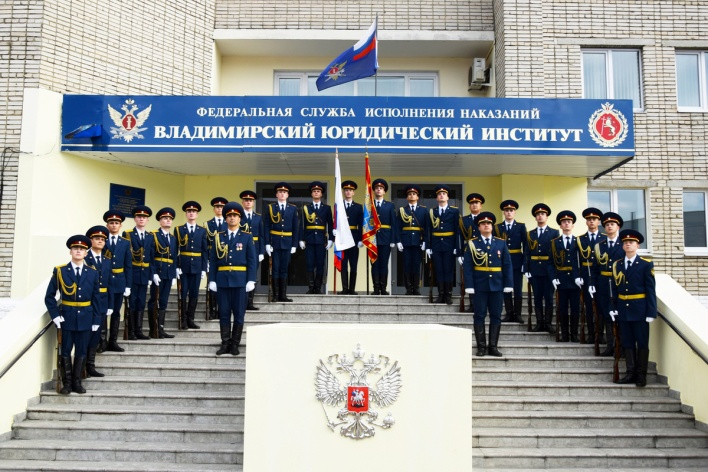 ФЕДЕРАЛЬНАЯ СЛУЖБА ИСПОЛНЕНИЯ НАКАЗАНИЙ
ВЛАДИМИРСКИЙ ЮРИДИЧЕСКИЙ ИНСТИТУТ